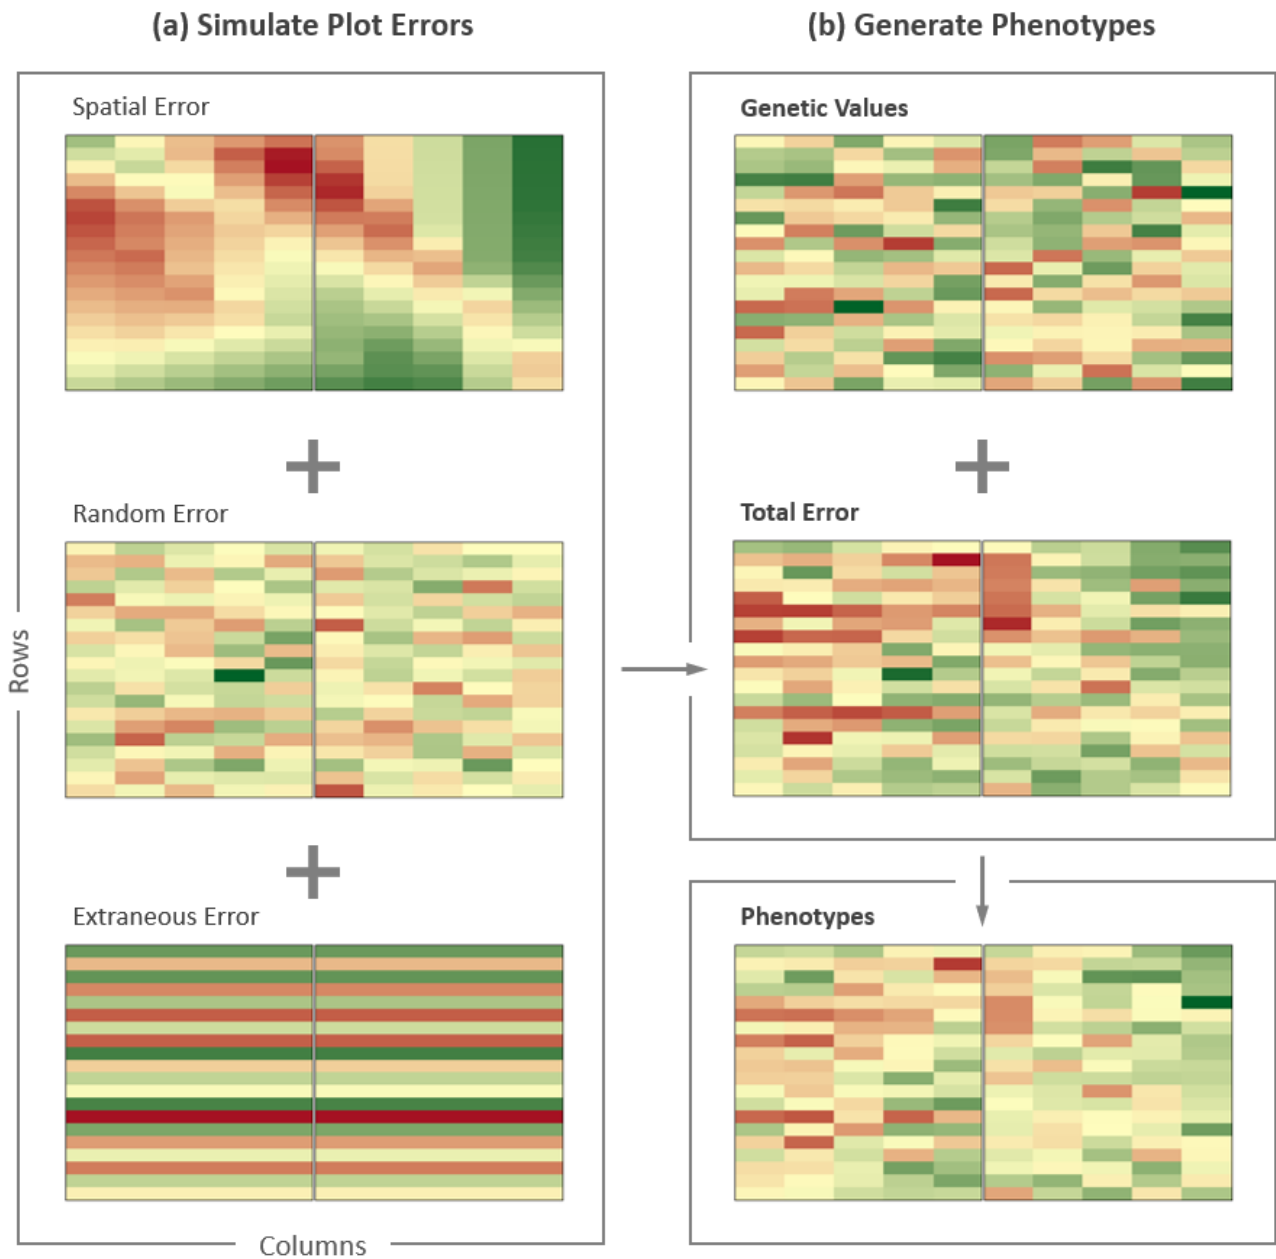 (a) Simulate Plot Errors
Spatial Error
Random Error
Extraneous Error
Rows
Columns
(b) Generate Phenotypes
Genetic Values
Total Error
Phenotypes